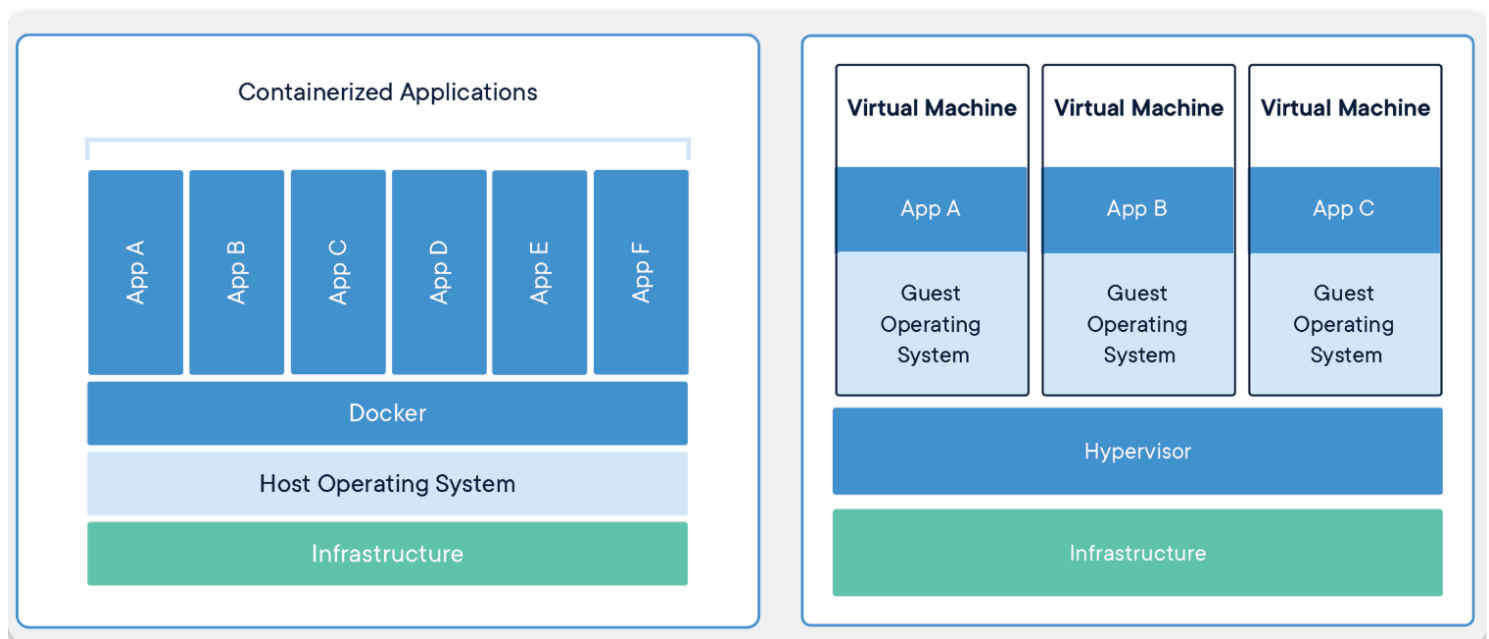 Containerized Applications
App A
App B
App C
App D
App E
App F
Docker
Host Operating System
Infrastructure
Virtual Machine
App A
Guest
Operating
System
Virtual Machine
App B
Guest
Operating
System
Virtual Machine
App C
Guest
Operating
System
Hypervisor
Infrastructure